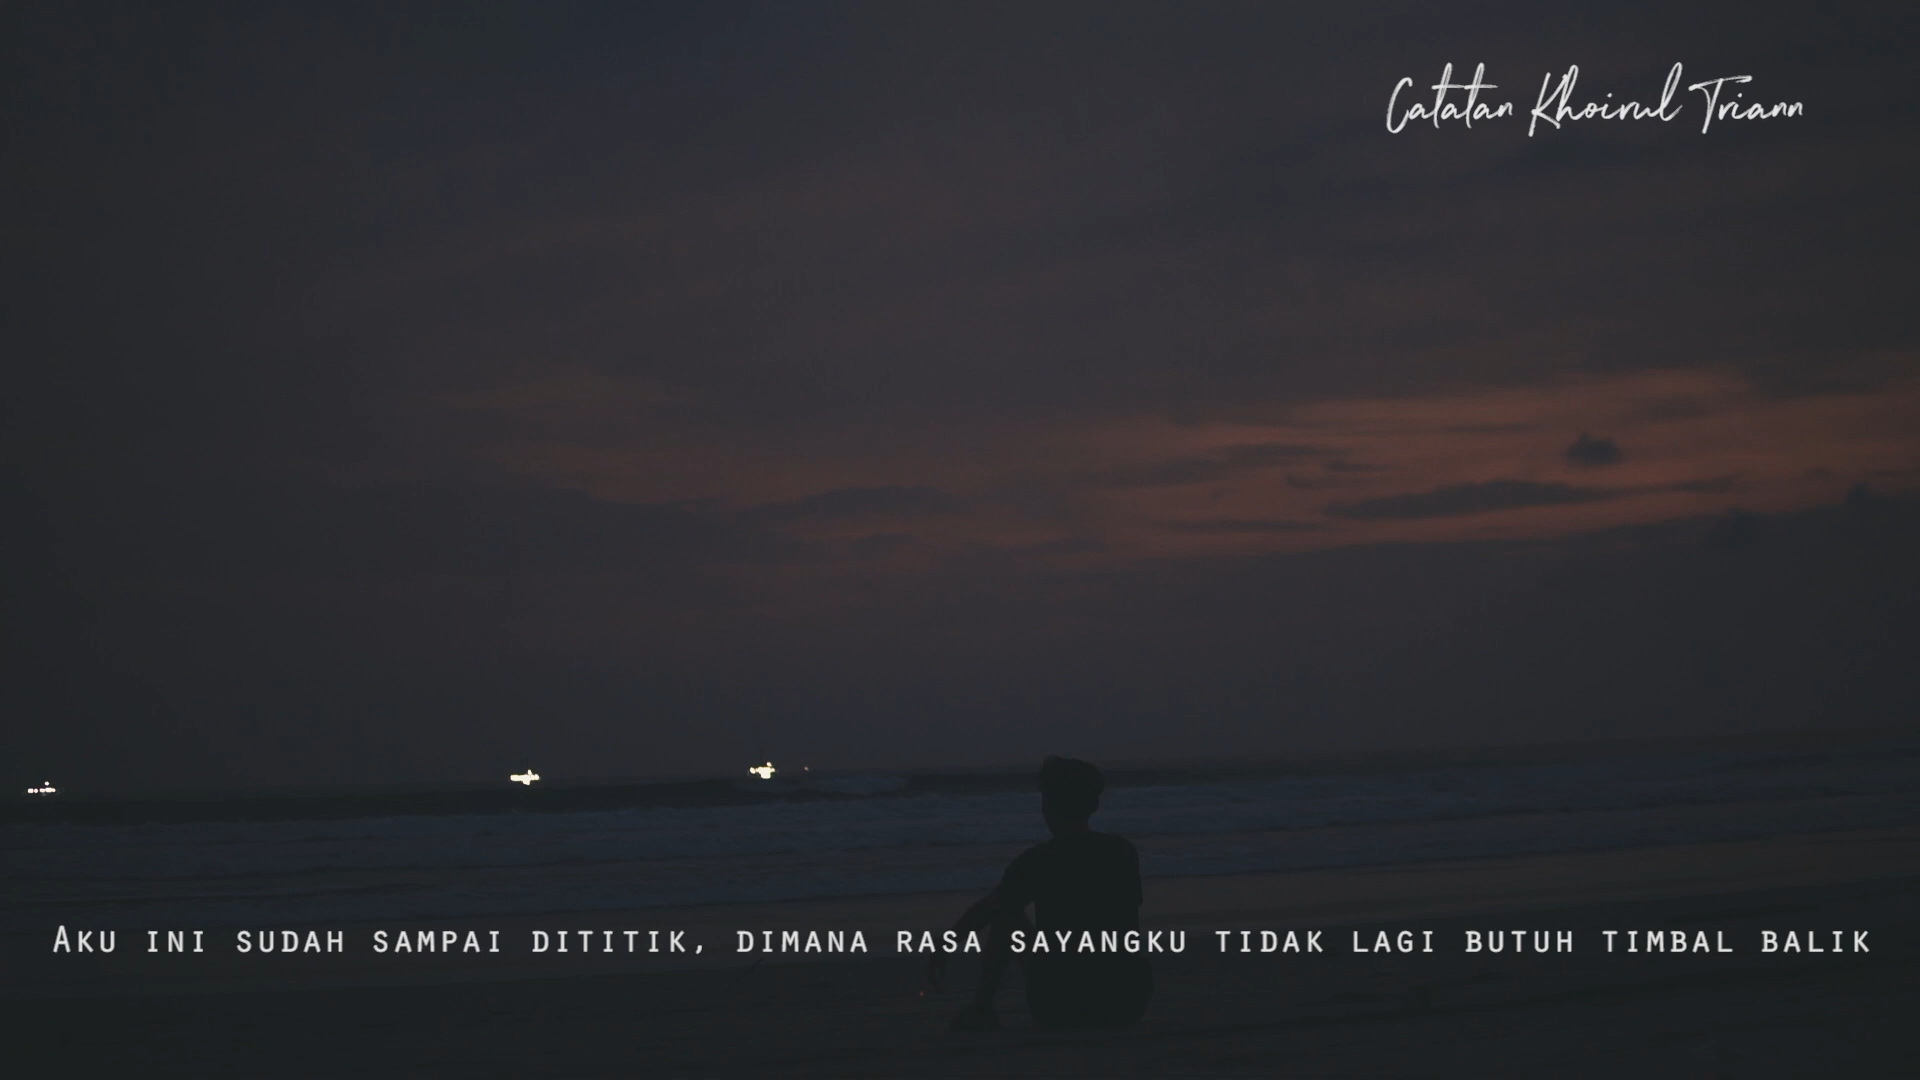 Catatan Khoirul Triann
Aku ini sudah sampai dititik, dimana rasa sayangku tidak lagi butuh timbal balik